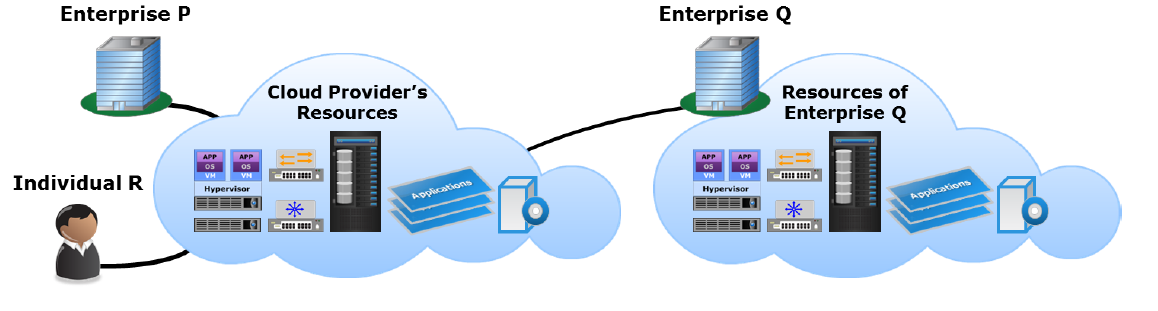 Enterprise P
Enterprise Q
Cloud Provider's
Resources
Resources of
Enterprise Q
Individual R
APP
OS
VM
APP
OS
VM
Hypervisor
Applications
APP
OS
VM
APP
OS
VM
Hypervisor
Applications